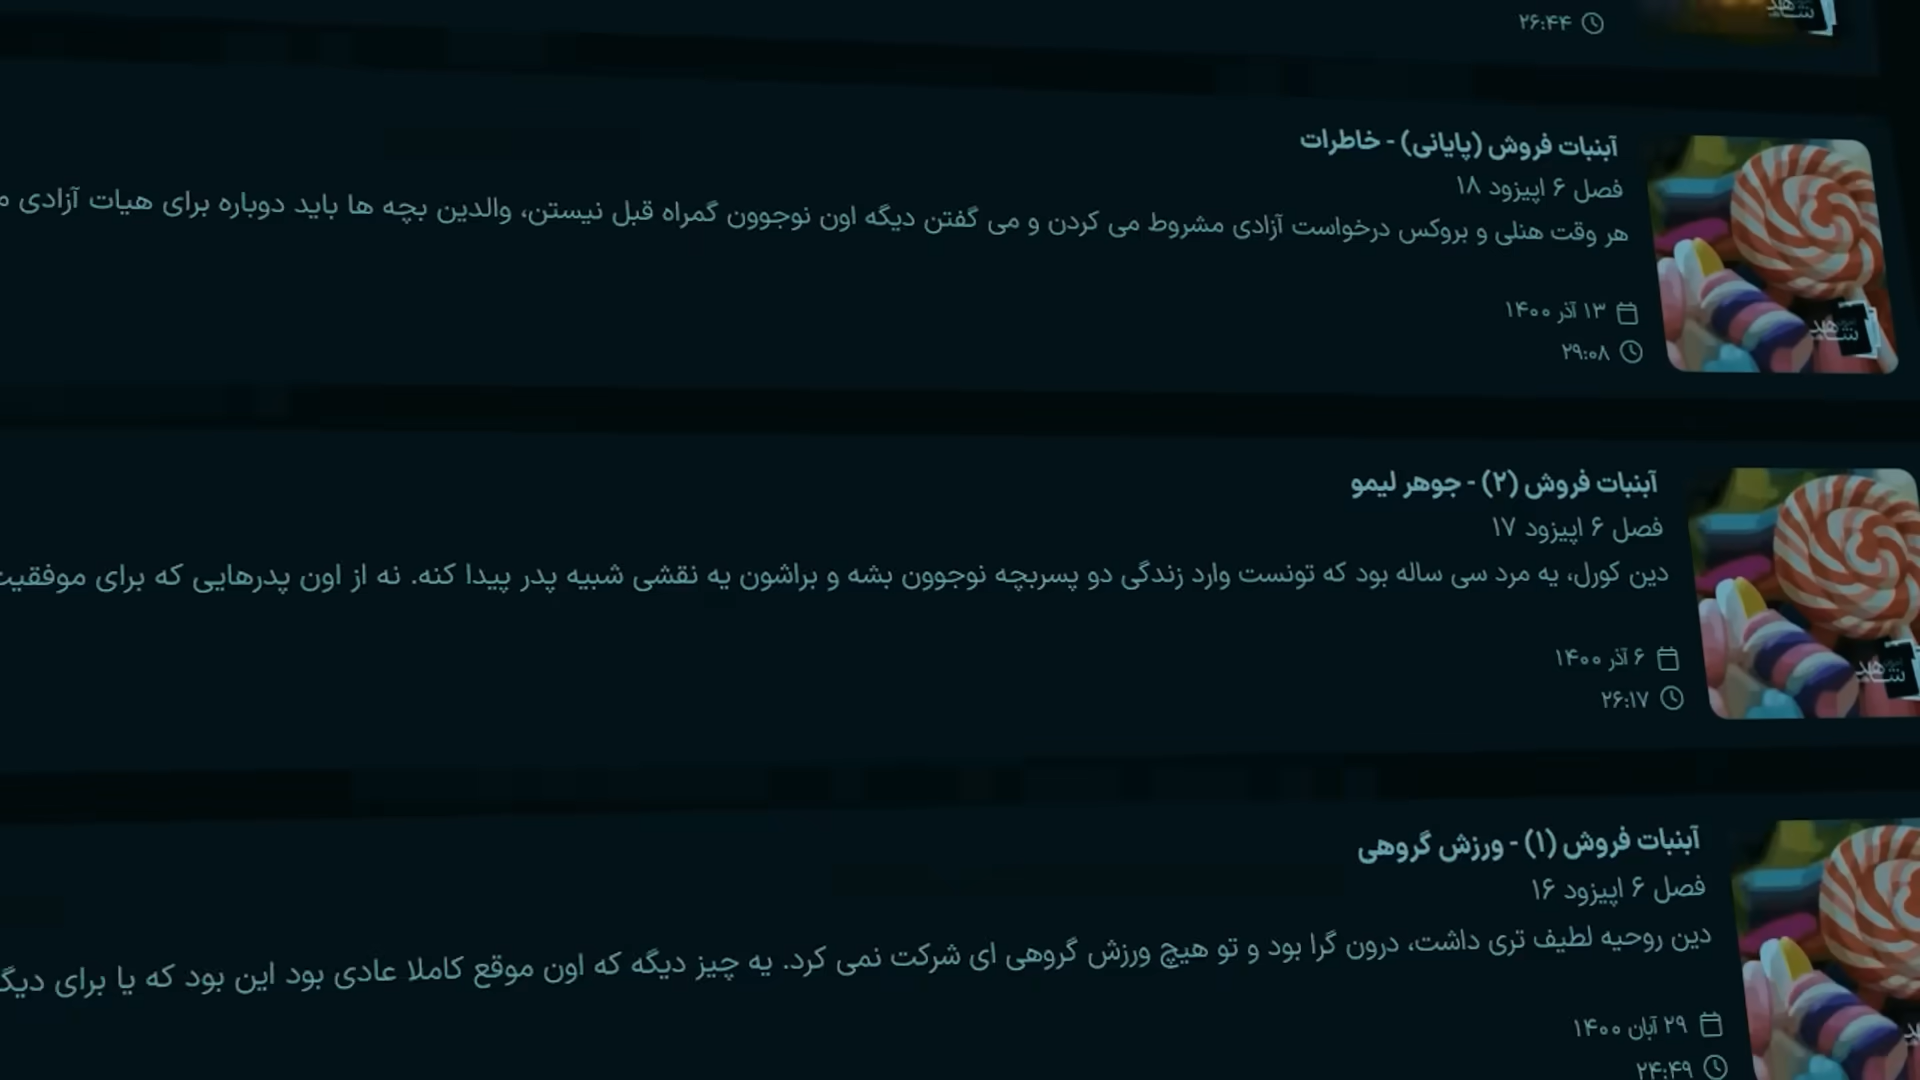 ۲۶:۴۴
آبنبات فروش (پایانی) - خاطرات
فصل ۶ اپیزود ۱۸
هر وقت هنلی و بروکس درخواست آزادی مشروط می کردن و می گفتن دیگه اون نوجوون گمراه قبل نیستن، والدین بچه ها باید دوباره برای هیات آزادی
۱۳ آذر ۱۴۰۰
۲۹:۰۸
شاهد
آبنبات فروش (۲) - جوهر لیمو
فصل ۶ اپیزود ۱۷
دین کورل، یه مرد سی ساله بود که تونست وارد زندگی دو پسربچه نوجوون بشه و براشون یه نقشی شبیه پدر پیدا کنه. نه از اون پدرهایی که برای موفقیت
۶ آذر ۱۴۰۰
۲۶:۱۷
شاهد
آبنبات فروش (۱) - ورزش گروهی
فصل ۶ اپیزود ۱۶
دین روحیه لطیف تری داشت، درون گرا بود و تو هیچ ورزش گروهی ای شرکت نمی کرد. یه چیز دیگه که اون موقع کاملا عادی بود این بود که یا برای
۲۹ آبان ۱۴۰۰
۲۴:۴۹